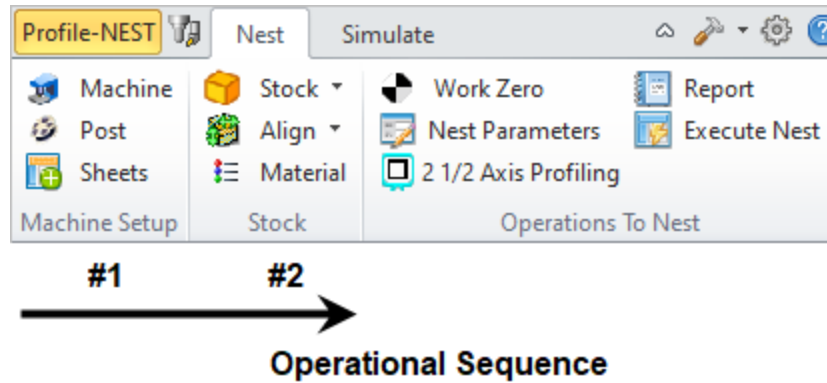 Profile-NEST Nest Simulate
Machine Stock Work Zero Report
Post Align Nest Parameters Execute Nest
Sheets Material 2 1/2 Axis Profiling
Machine Setup Stock Operations To Nest
#1 #2
Operational Sequence